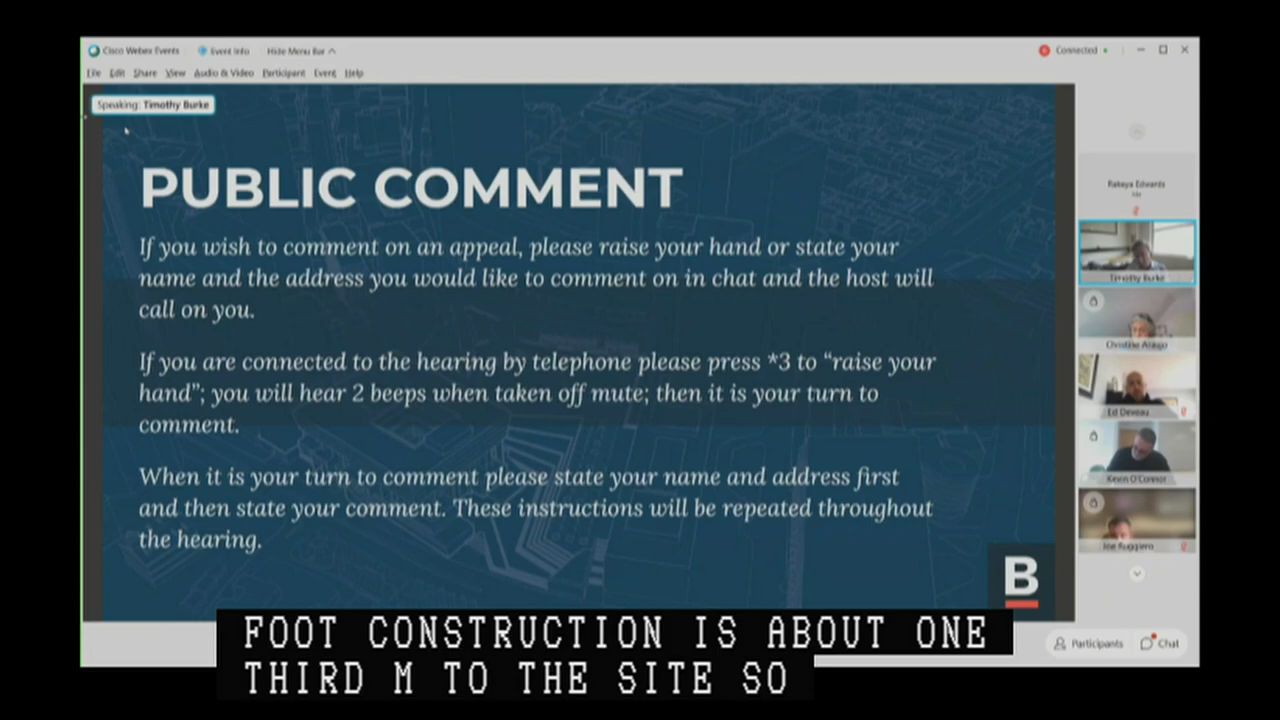 Cisco Webex Events
Event Info
Hide Menu Bar
Connected
File Edit Share View Audio & Video Participant Event Help
Speaking: Timothy Burke
PUBLIC COMMENT
If you wish to comment on an appeal, please raise your hand or state your
name and the address you would like to comment on in chat and the host will
call on you.
If you are connected to the hearing by telephone please press *3 to “raise your
hand”; you will hear 2 beeps when taken off mute; then it is your turn to
comment.
When it is your turn to comment please state your name and address first
and then state your comment. These instructions will be repeated throughout
the hearing.
B
Rakeya Edwards
Timothy Burke
Christine Araujo
Ed Deveau
Kevin O'Connor
Joe Ruggiero
Participants
Chat
FOOT CONSTRUCTION IS ABOUT ONE
THIRD M TO THE SITE SO